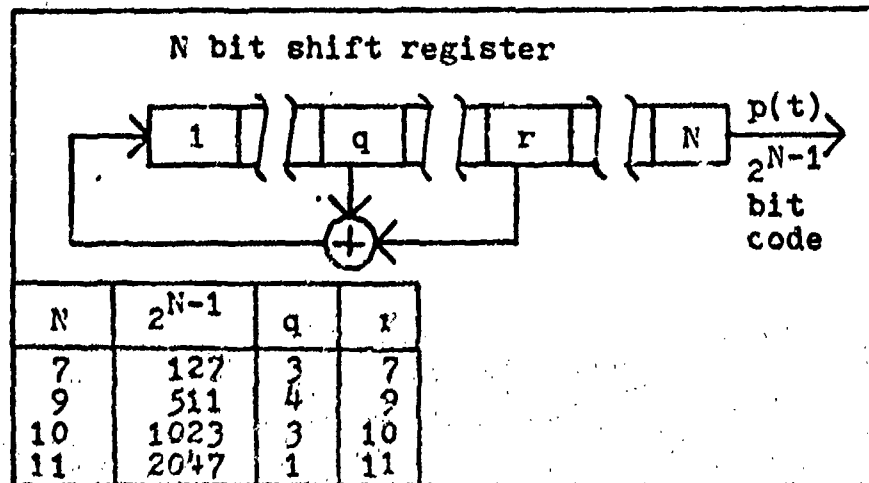 N bit shift register
1 q r N p(t)
2^N-1
bit
code
+
N 2^N-1 q r
7 127 3 7
9 511 4 9
10 1023 3 10
11 2047 1 11